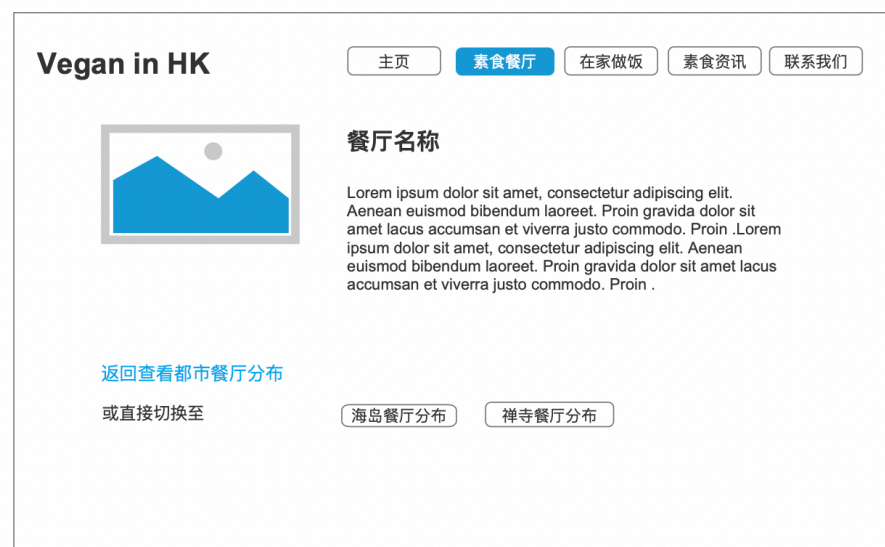 Vegan in HK
主页
素食餐厅
在家做饭
素食资讯
联系我们
餐厅名称
Lorem ipsum dolor sit amet, consectetur adipiscing elit.
Aenean euismod bibendum laoreet. Proin gravida dolor sit
amet lacus accumsan et viverra justo commodo. Proin .Lorem
ipsum dolor sit amet, consectetur adipiscing elit. Aenean
euismod bibendum laoreet. Proin gravida dolor sit amet lacus
accumsan et viverra justo commodo. Proin .
返回查看都市餐厅分布
或直接切换至
海岛餐厅分布
禅寺餐厅分布